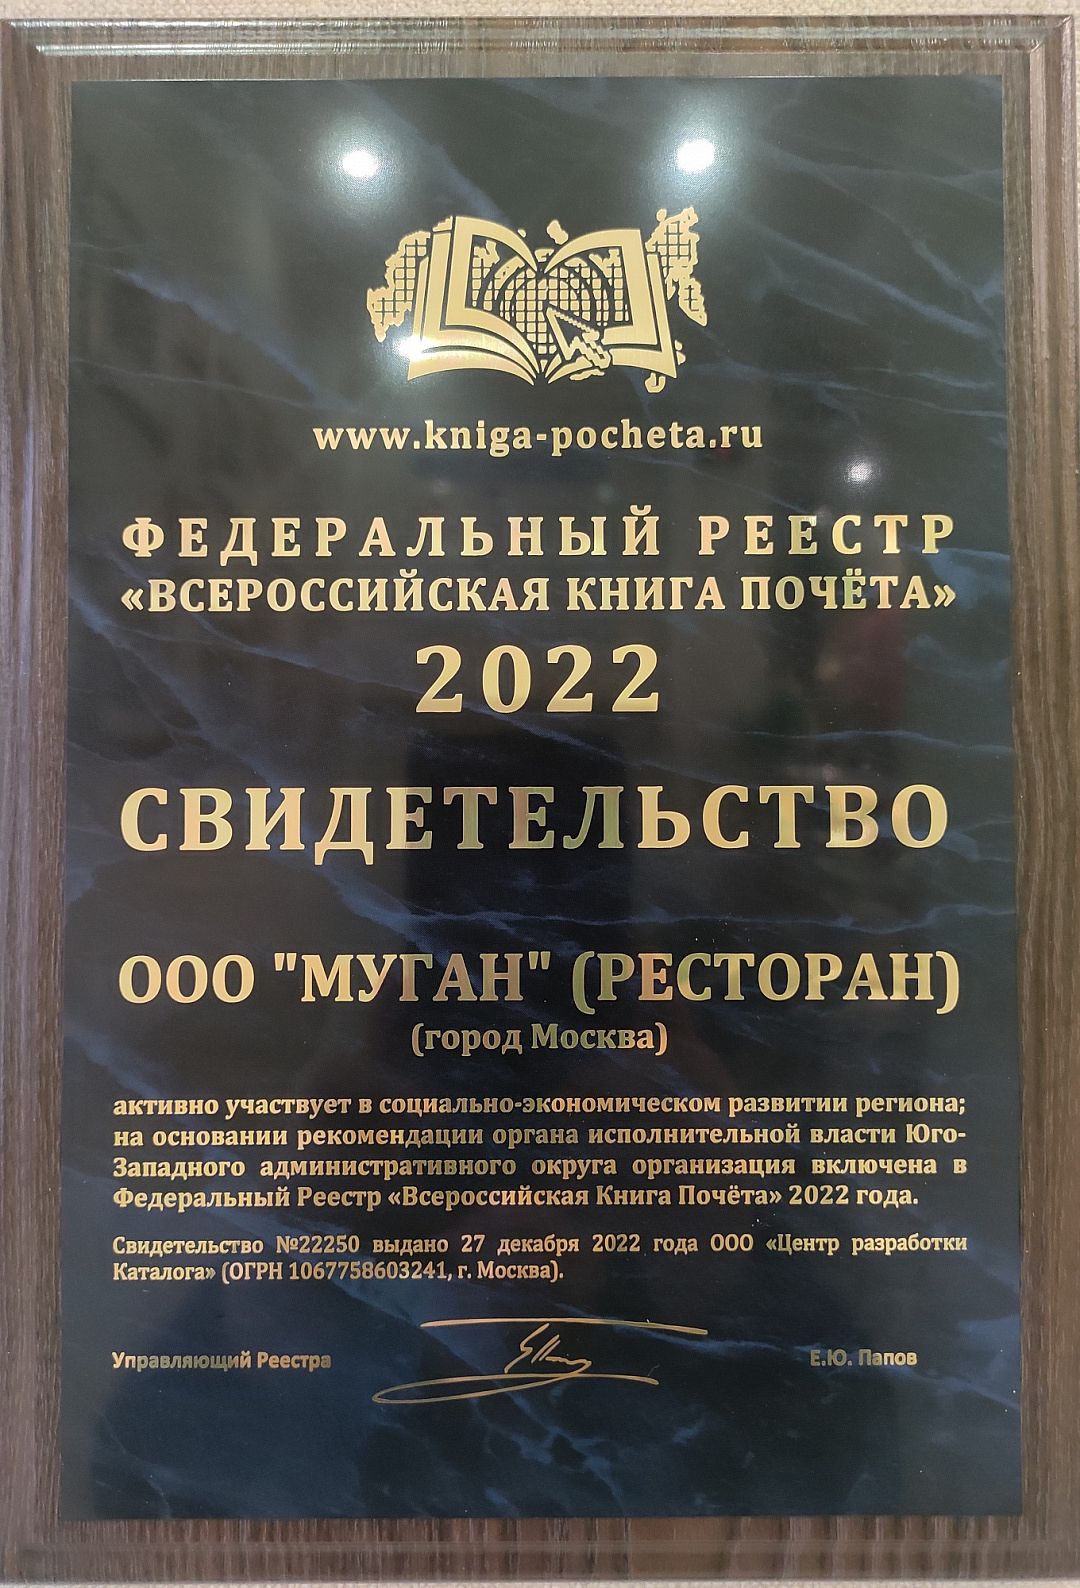 www.kniga-pocheta.ru
ФЕДЕРАЛЬНЫЙ РЕЕСТР
«ВСЕРОССИЙСКАЯ КНИГА ПОЧЁТА»
2022
СВИДЕТЕЛЬСТВО
ООО "МУГАН" (РЕСТОРАН)
(город Москва)
активно участвует в социально-экономическом развитии региона;
на основании рекомендации органа исполнительной власти Юго-
Западного административного округа организация включена в
Федеральный Реестр «Всероссийская Книга Почёта» 2022 года.
Свидетельство №22250 выдано 27 декабря 2022 года ООО «Центр разработки
Каталога» (ОГРН 1067758603241, г. Москва).
Управляющий Реестра Е.Ю. Папов